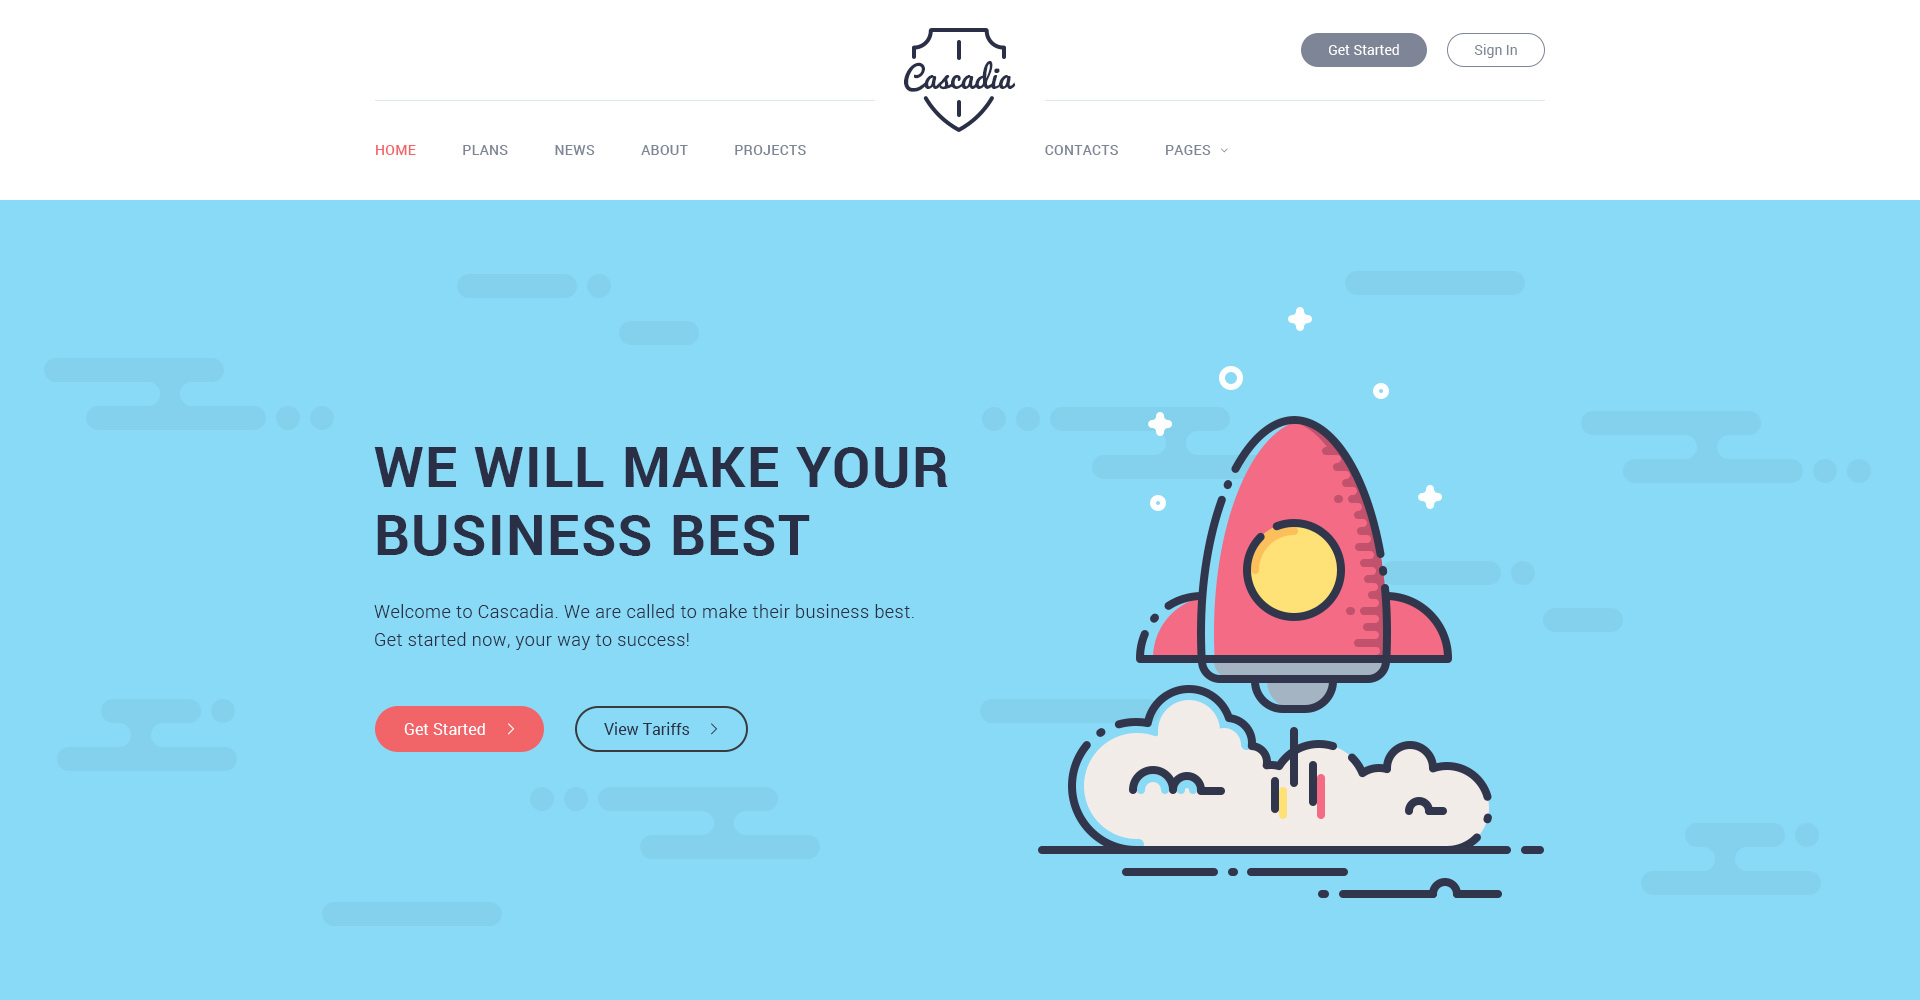 Cascadia
Get Started
Sign In
HOME
PLANS
NEWS
ABOUT
PROJECTS
CONTACTS
PAGES
WE WILL MAKE YOUR
BUSINESS BEST
Welcome to Cascadia. We are called to make their business best.
Get started now, your way to success!
Get Started
View Tariffs